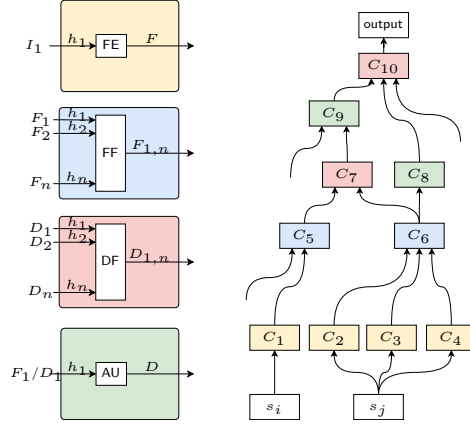 I₁ h₁ FE F
F₁ h₁
F₂ h₂
FF F₁,ₙ
Fₙ hₙ
D₁ h₁
D₂ h₂
DF D₁,ₙ
Dₙ hₙ
F₁/D₁ h₁ AU D
output
C₁₀
C₉
C₇ C₈
C₅ C₆
C₁ C₂ C₃ C₄
sᵢ sⱼ